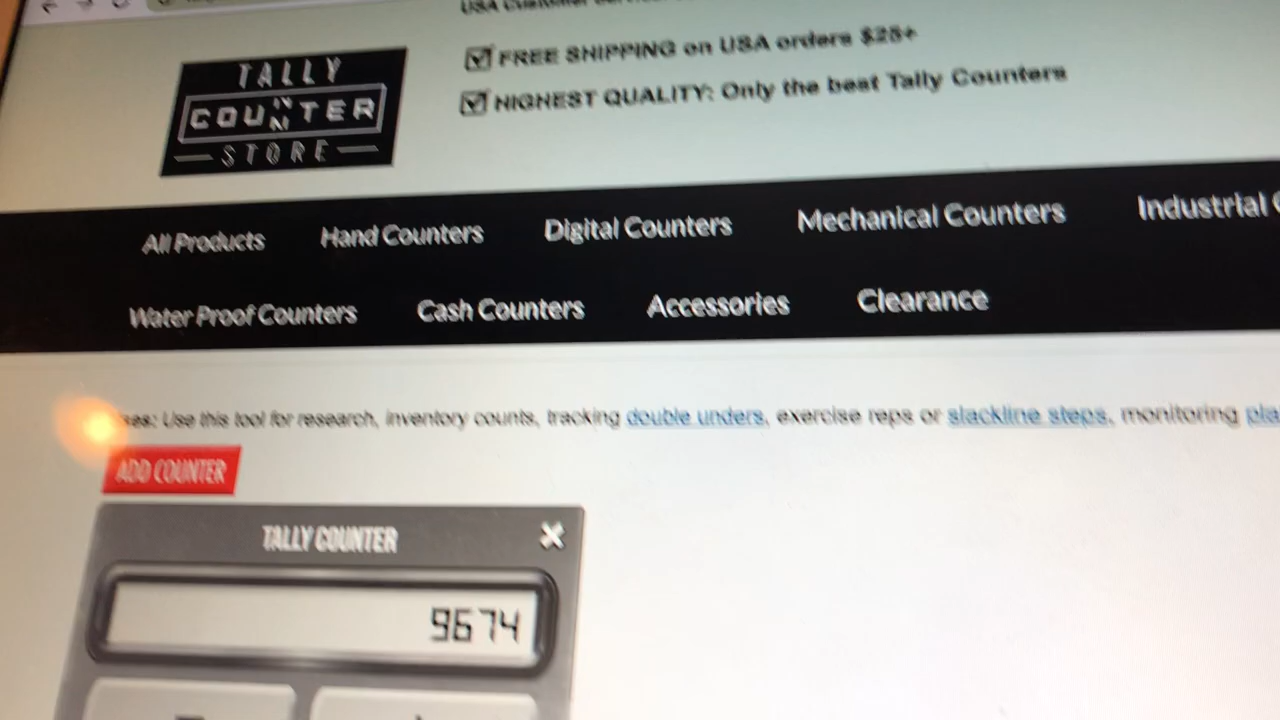 TALLY
COUNTER
STORE
FREE SHIPPING on USA orders $25+
HIGHEST QUALITY: Only the best Tally Counters
All Products Hand Counters Digital Counters Mechanical Counters Industrial
Water Proof Counters Cash Counters Accessories Clearance
Use this tool for research, inventory counts, tracking double unders, exercise reps or slackline steps, monitoring
ADD COUNTER
TALLY COUNTER
9674